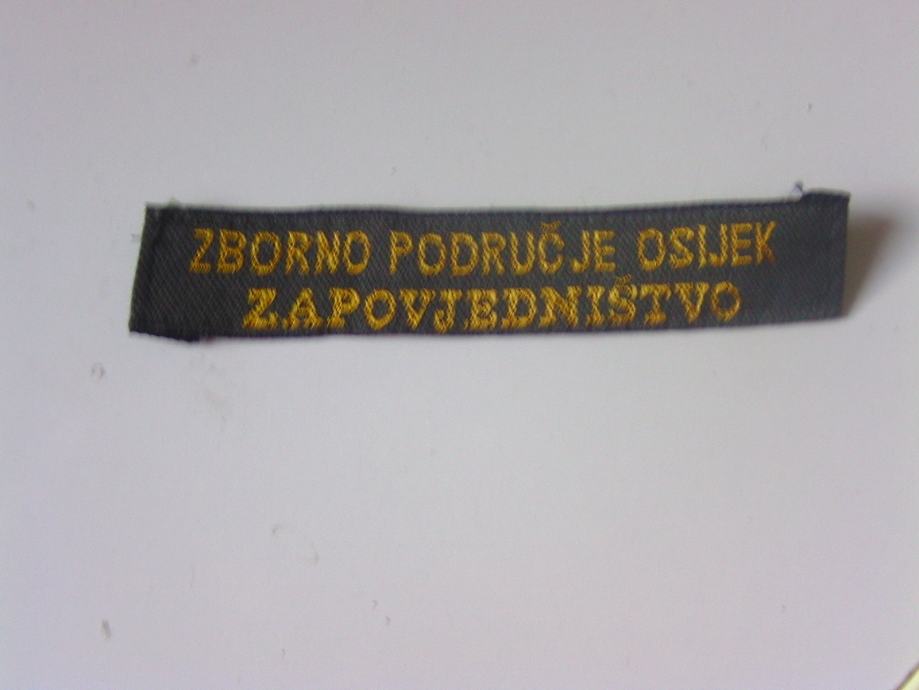 ZBORNO PODRUČJE OSIJEK
ZAPOVJEDNIŠTVO